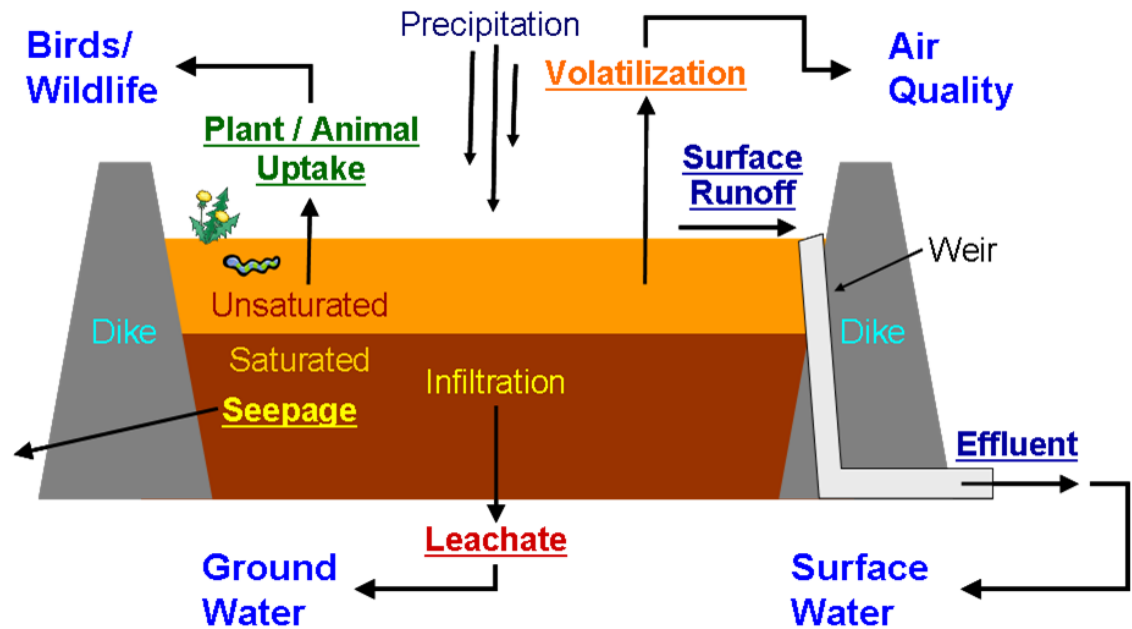 Precipitation
Birds/
Wildlife
Volatilization
Air
Quality
Plant / Animal
Uptake
Surface
Runoff
Weir
Unsaturated
Dike
Dike
Saturated
Infiltration
Seepage
Effluent
Leachate
Ground
Water
Surface
Water